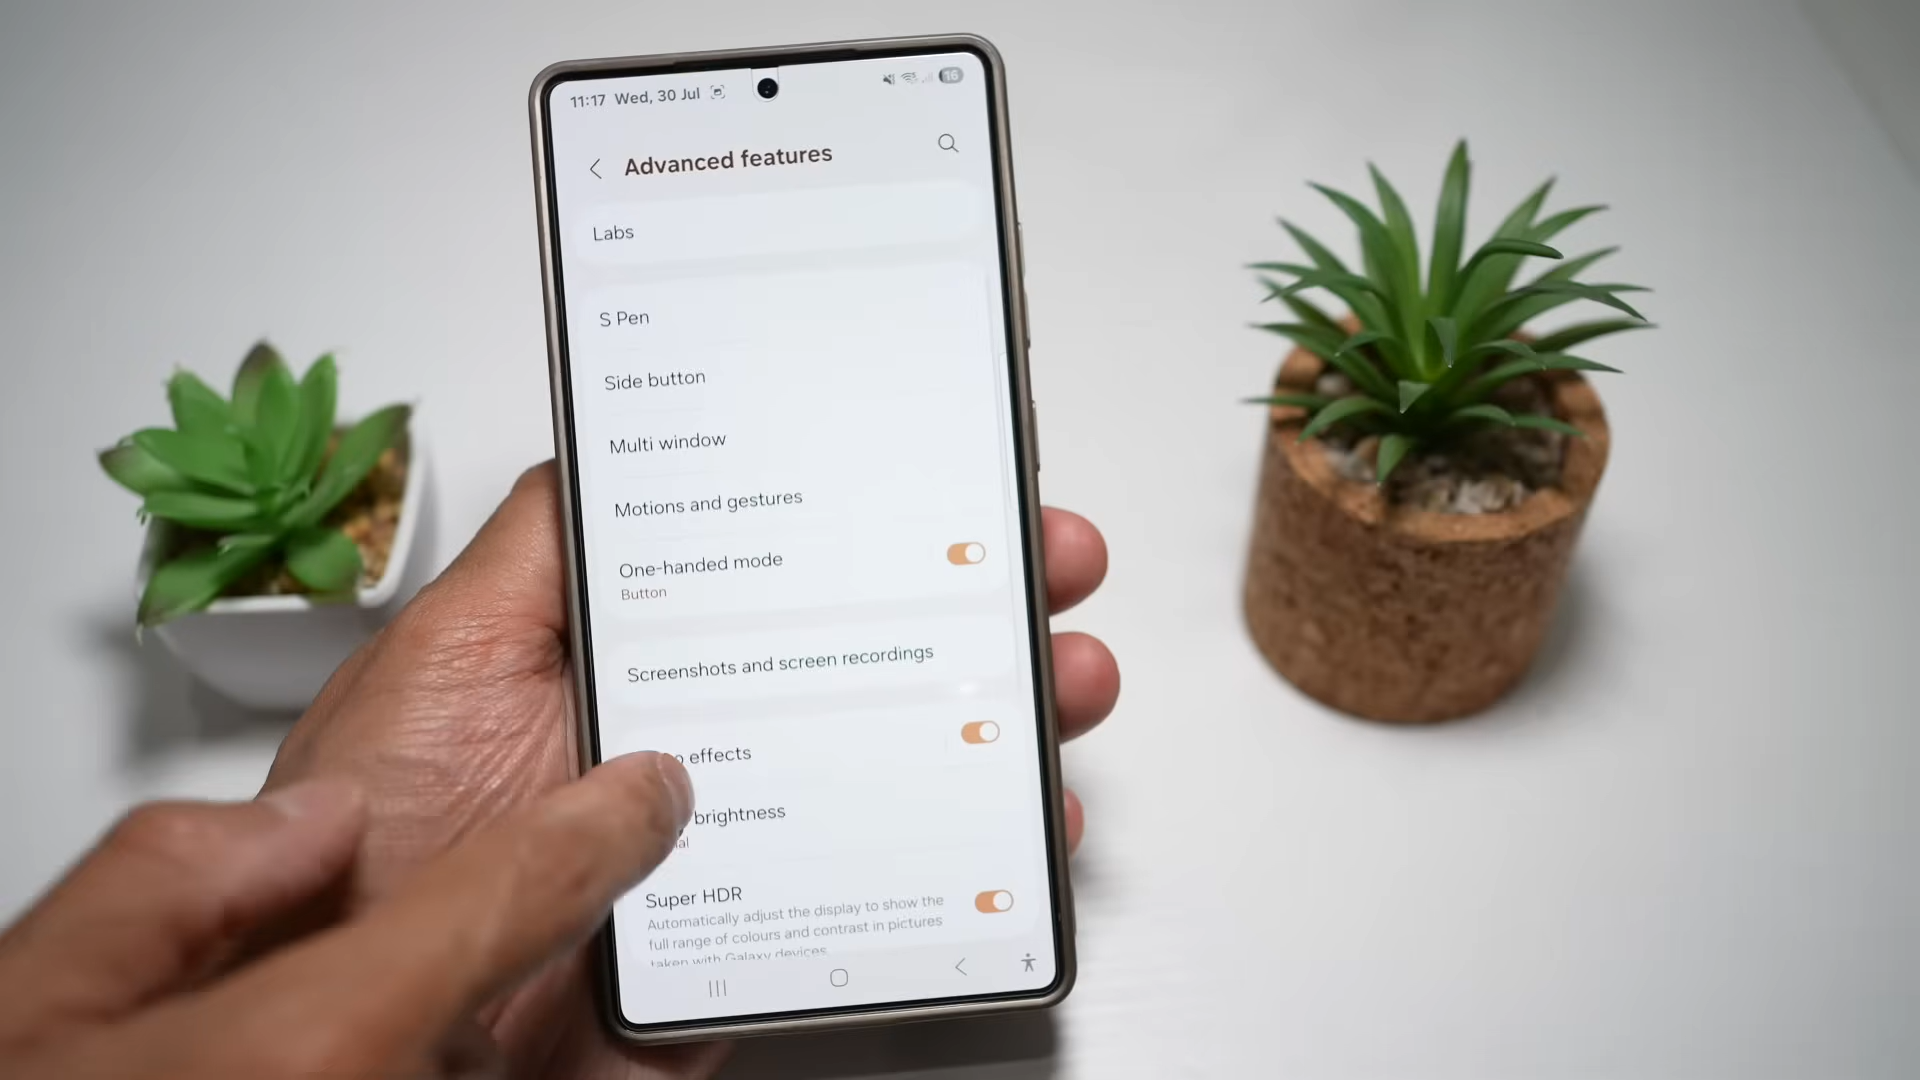 11:17 Wed, 30 Jul
16
Advanced features
Labs
S Pen
Side button
Multi window
Motions and gestures
One-handed mode
Button
Screenshots and screen recordings
effects
brightness
Super HDR
Automatically adjust the display to show the
full range of colours and contrast in pictures
taken with Galaxy devices